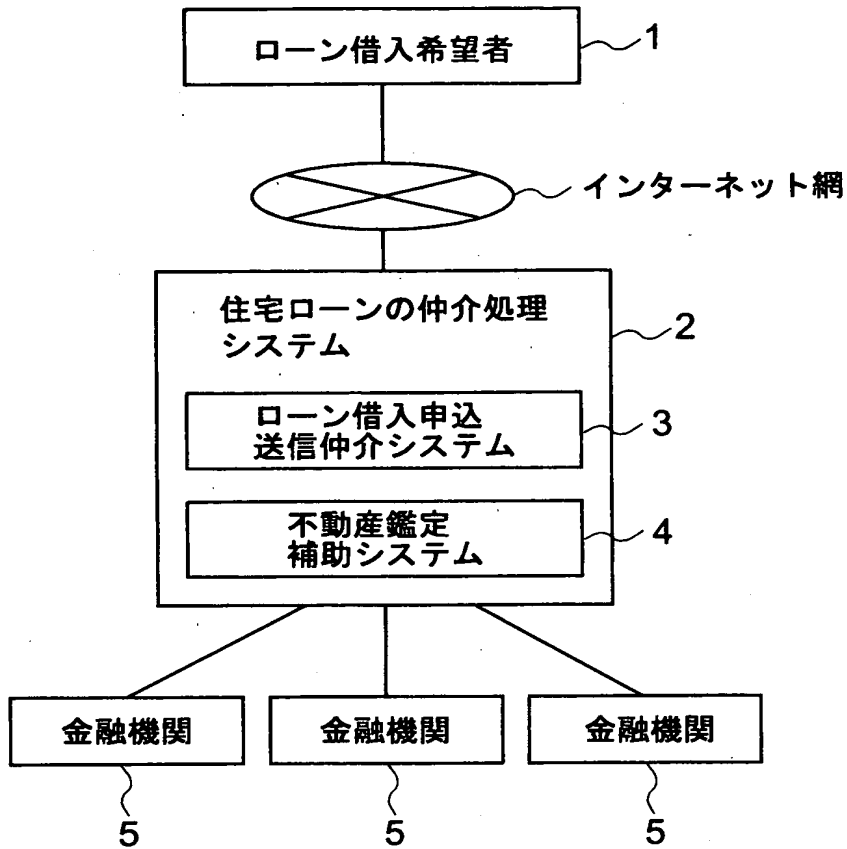 ローン借入希望者
1
インターネット網
住宅ローンの仲介処理
システム
2
ローン借入申込
送信仲介システム
3
不動産鑑定
補助システム
4
金融機関
金融機関
金融機関
5
5
5